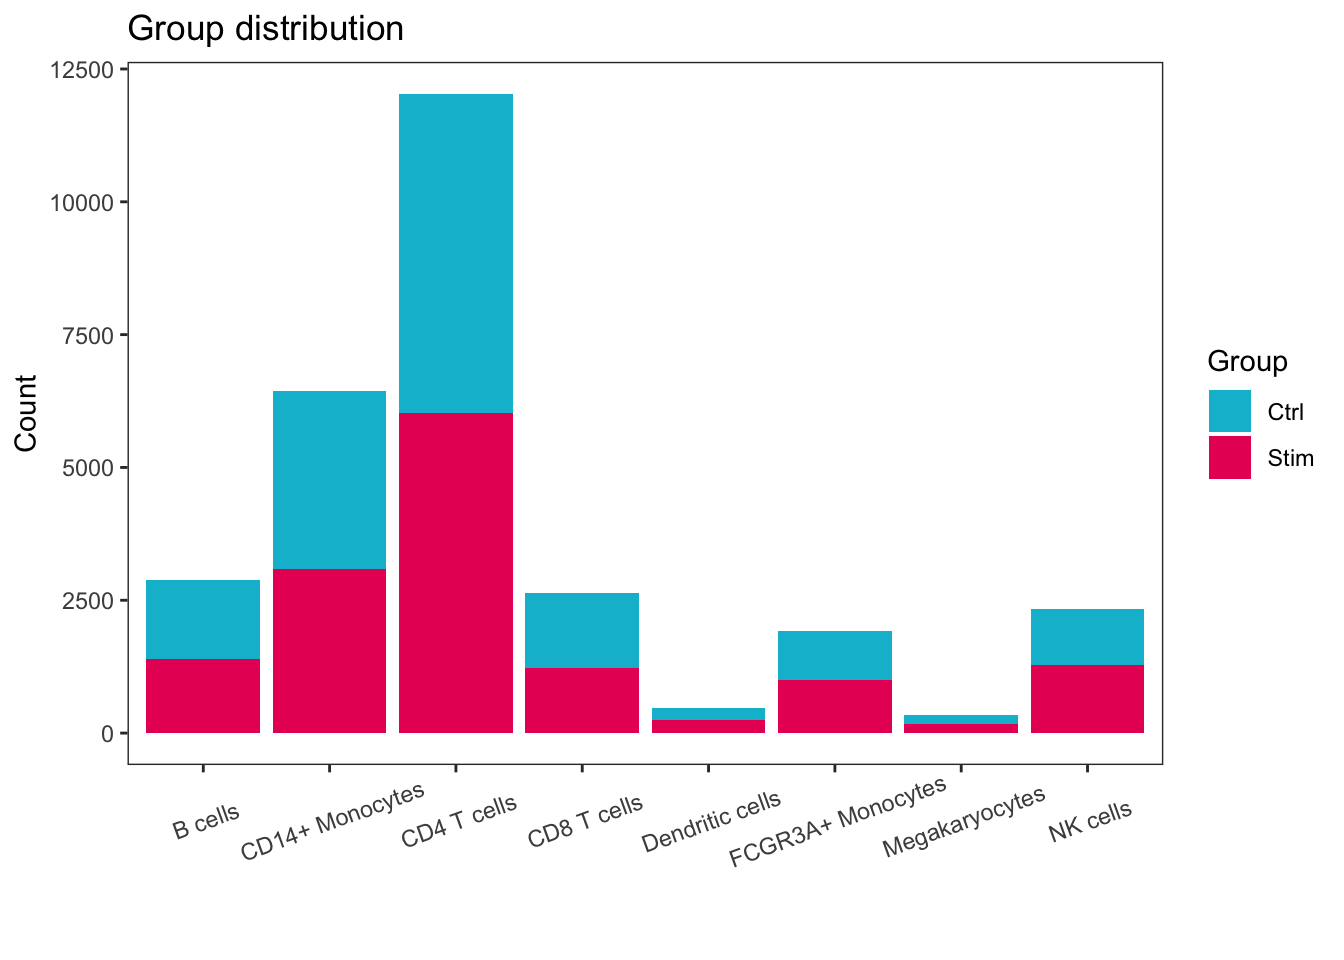 Group distribution
Count
12500
10000
7500
5000
2500
0
B cells
CD14+ Monocytes
CD4 T cells
CD8 T cells
Dendritic cells
FCGR3A+ Monocytes
Megakaryocytes
NK cells
Group
Ctrl
Stim